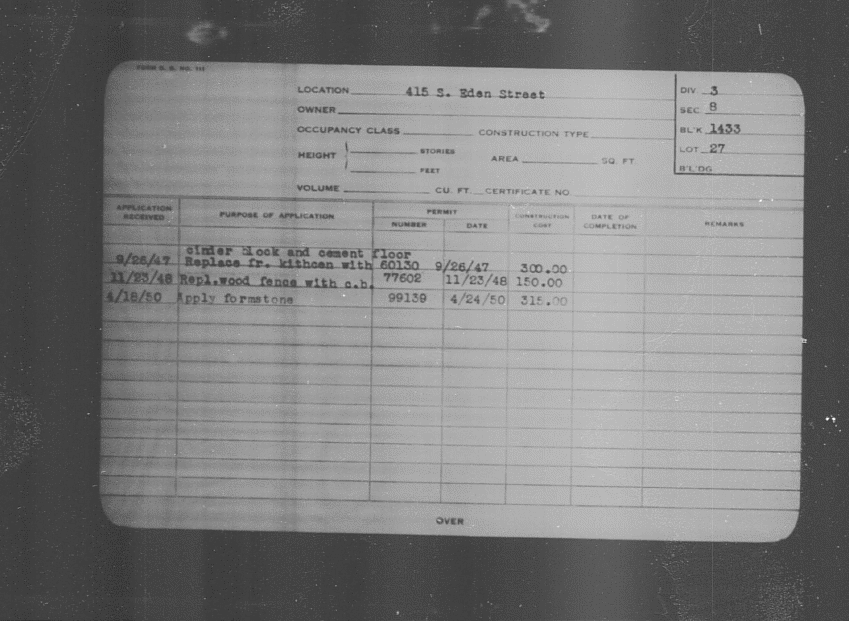 FORM B. B. NO. 111
LOCATION 415 S. Eden Street
DIV 3
OWNER
SEC 8
OCCUPANCY CLASS CONSTRUCTION TYPE
BL'K 1433
HEIGHT STORIES
AREA SQ. FT.
LOT 27
FEET
B'L'DG
VOLUME CU. FT. CERTIFICATE NO.
APPLICATION RECEIVED PURPOSE OF APPLICATION PERMIT NUMBER DATE CONSTRUCTION COST DATE OF COMPLETION REMARKS
cinder block and cement floor
9/26/47 Replace fr. kithcen with 60130 9/26/47 300.00
11/23/48 Repl.wood fence with c.b. 77602 11/23/48 150.00
4/18/50 Apply formstone 99139 4/24/50 315.00
OVER